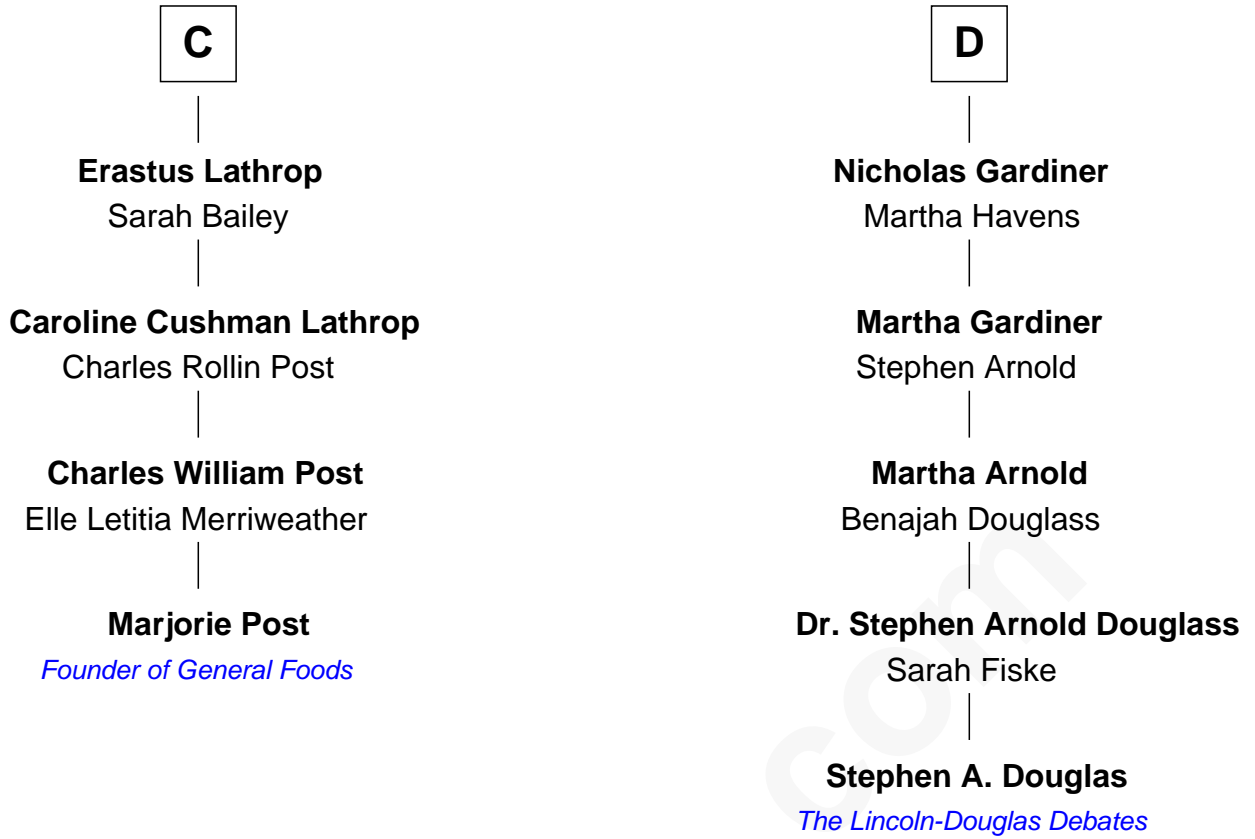 C
Erastus Lathrop
Sarah Bailey
Caroline Cushman Lathrop
Charles Rollin Post
Charles William Post
Elle Letitia Merriweather
Marjorie Post
Founder of General Foods
D
Nicholas Gardiner
Martha Havens
Martha Gardiner
Stephen Arnold
Martha Arnold
Benajah Douglass
Dr. Stephen Arnold Douglass
Sarah Fiske
Stephen A. Douglas
The Lincoln-Douglas Debates
com